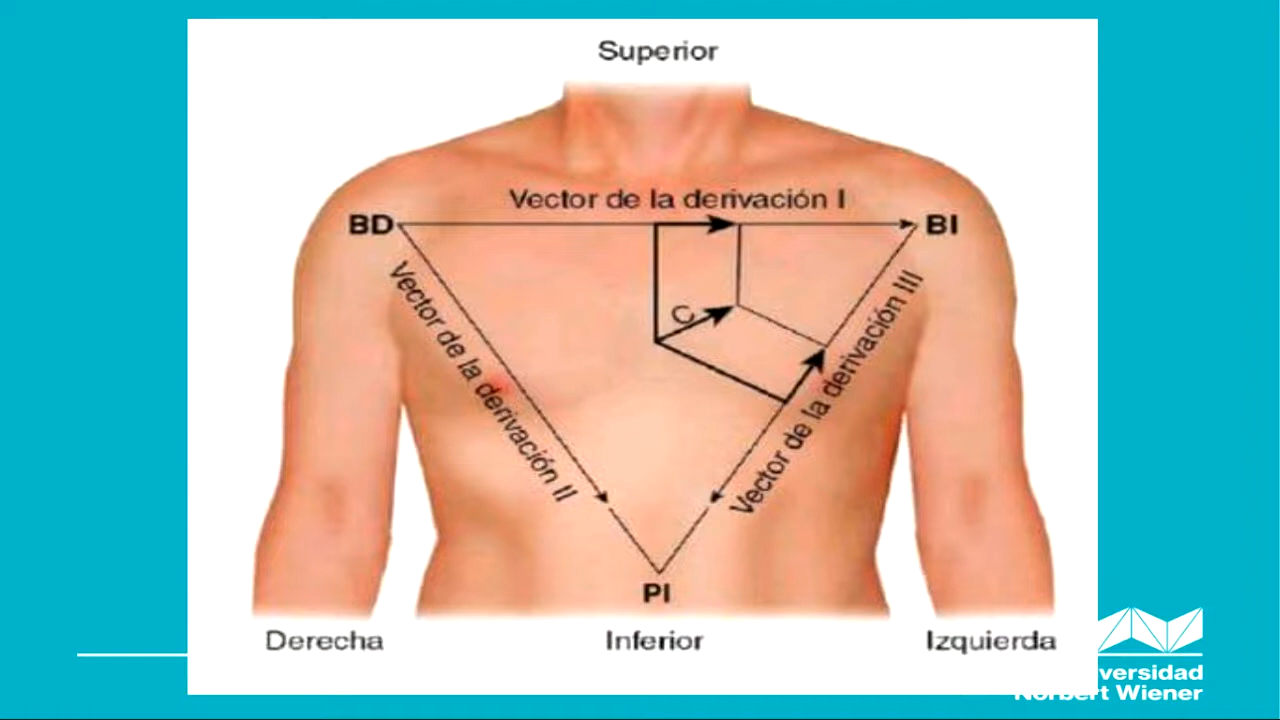 Superior
Vector de la derivación I
BD
BI
Vector de la derivación II
C
Vector de la derivación III
PI
Derecha
Inferior
Izquierda
versidad
Norbert Wiener